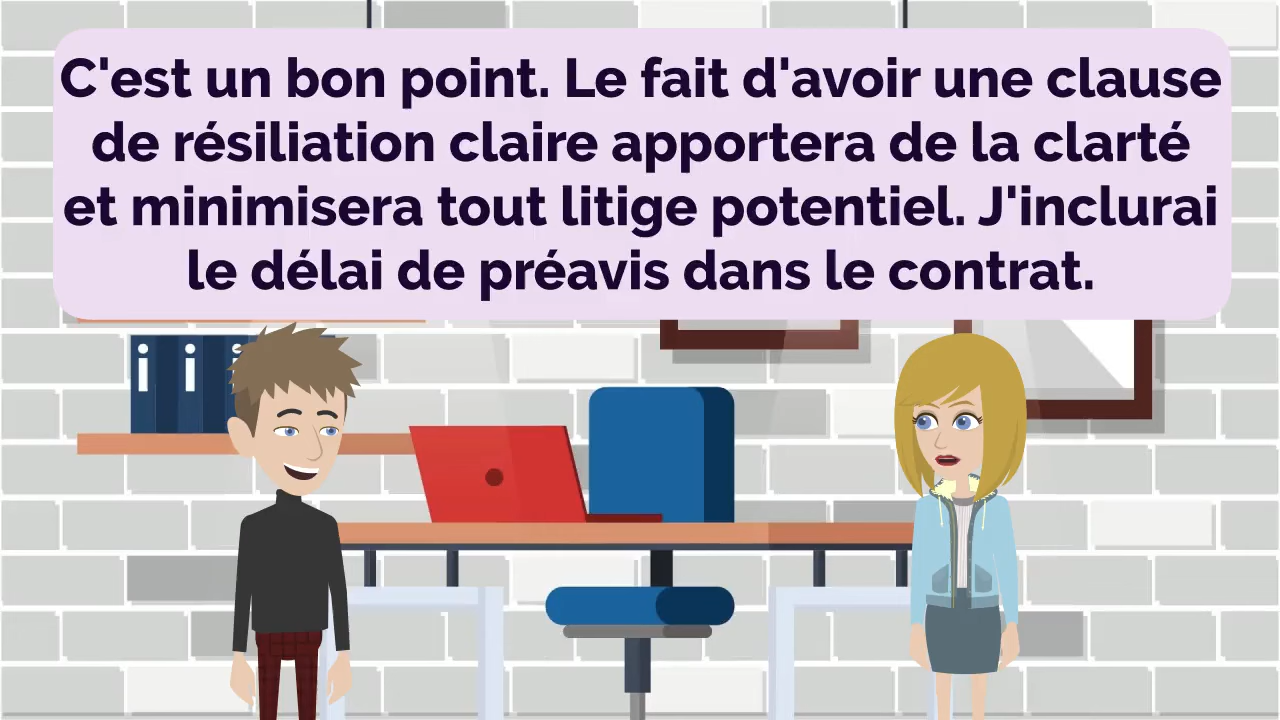 C'est un bon point. Le fait d'avoir une clause
de résiliation claire apportera de la clarté
et minimisera tout litige potentiel. J'inclurai
le délai de préavis dans le contrat.